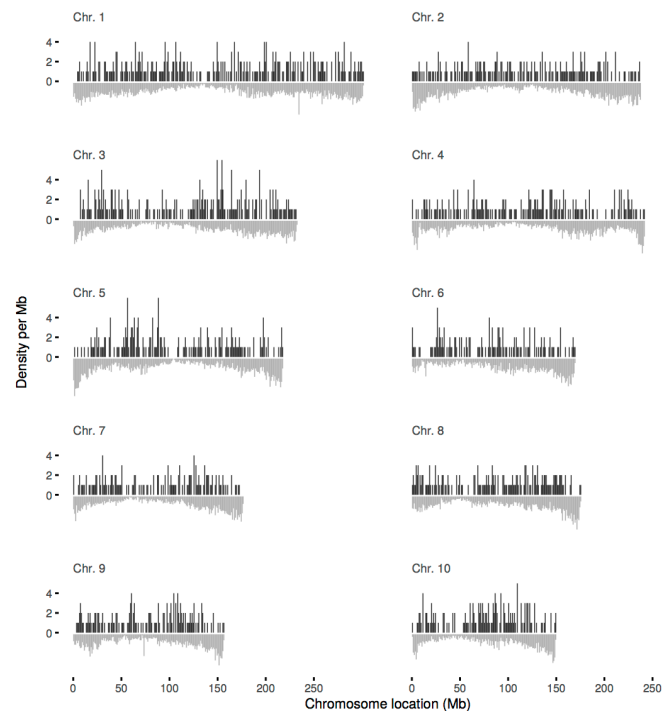 Chr. 1
Chr. 2
4
2
0
Chr. 3
Chr. 4
4
2
0
Chr. 5
Chr. 6
4
2
0
Chr. 7
Chr. 8
4
2
0
Chr. 9
Chr. 10
4
2
0
0 50 100 150 200 250 0 50 100 150 200 250
Chromosome location (Mb)
Density per Mb